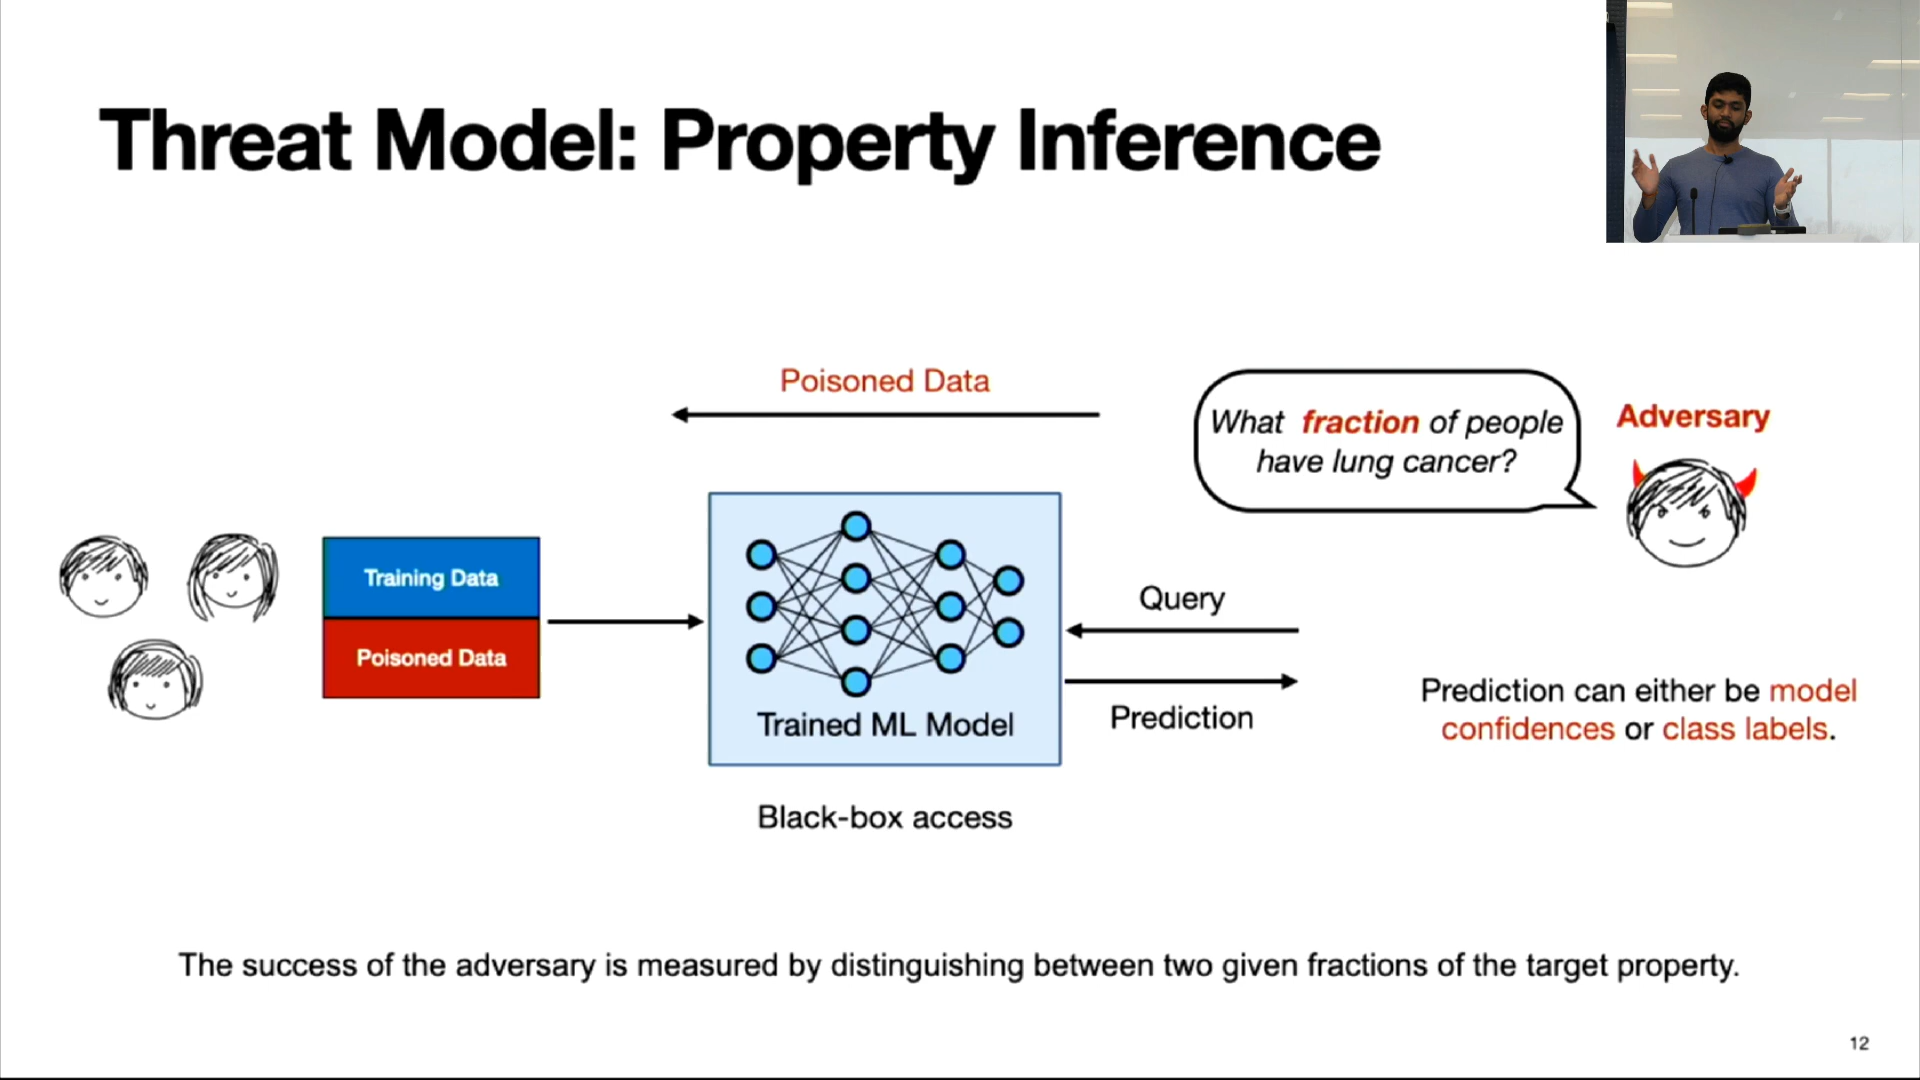 Threat Model: Property Inference
Poisoned Data
What fraction of people
have lung cancer?
Adversary
Training Data
Poisoned Data
Trained ML Model
Black-box access
Query
Prediction
Prediction can either be model
confidences or class labels.
The success of the adversary is measured by distinguishing between two given fractions of the target property.
12